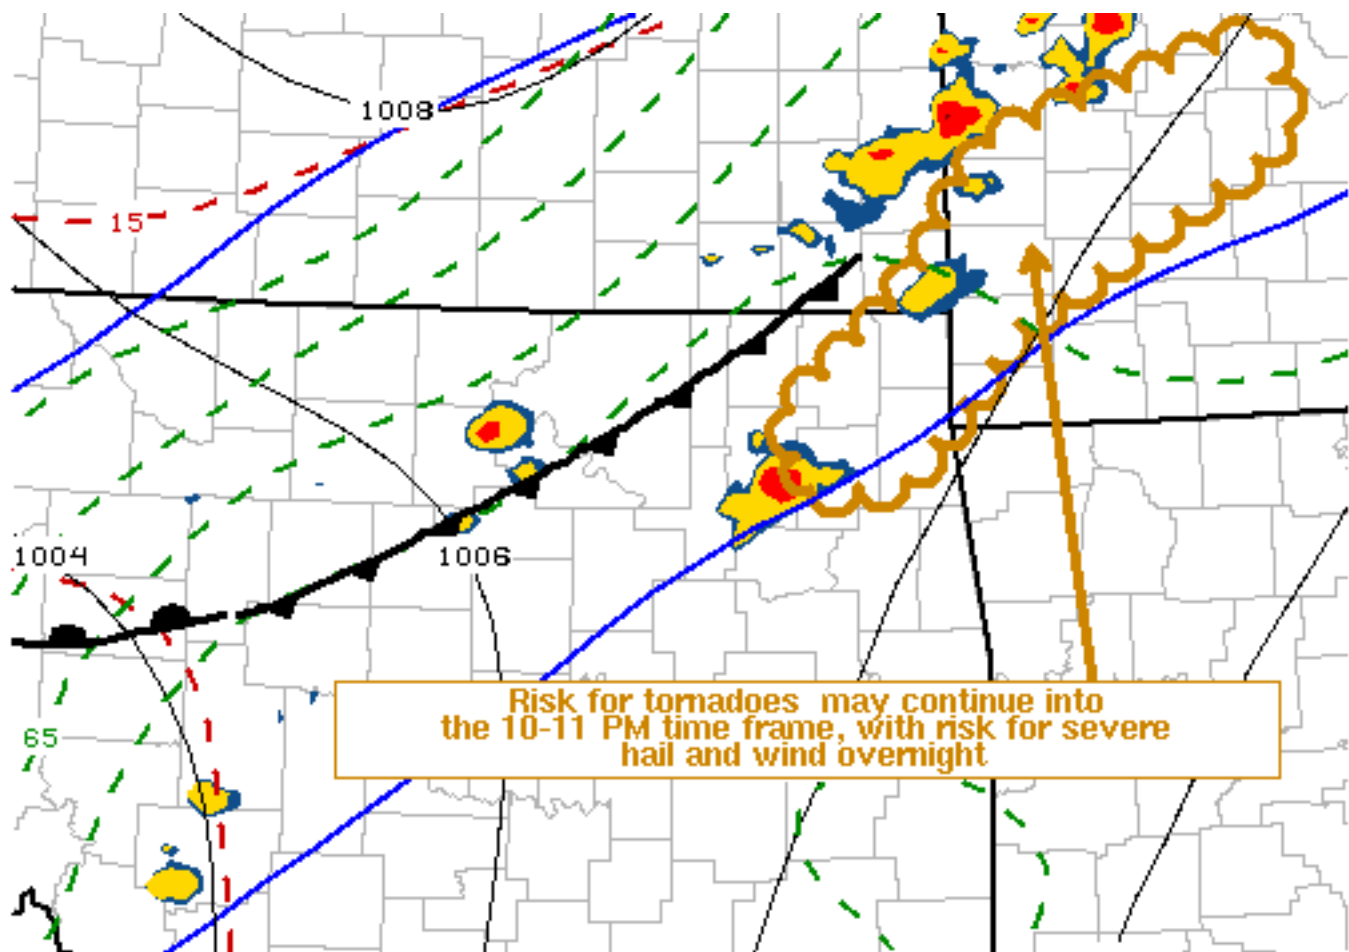 1008
15
1004
1006
65
Risk for tornadoes  may continue into
the 10-11 PM time frame, with risk for severe
hail and wind overnight